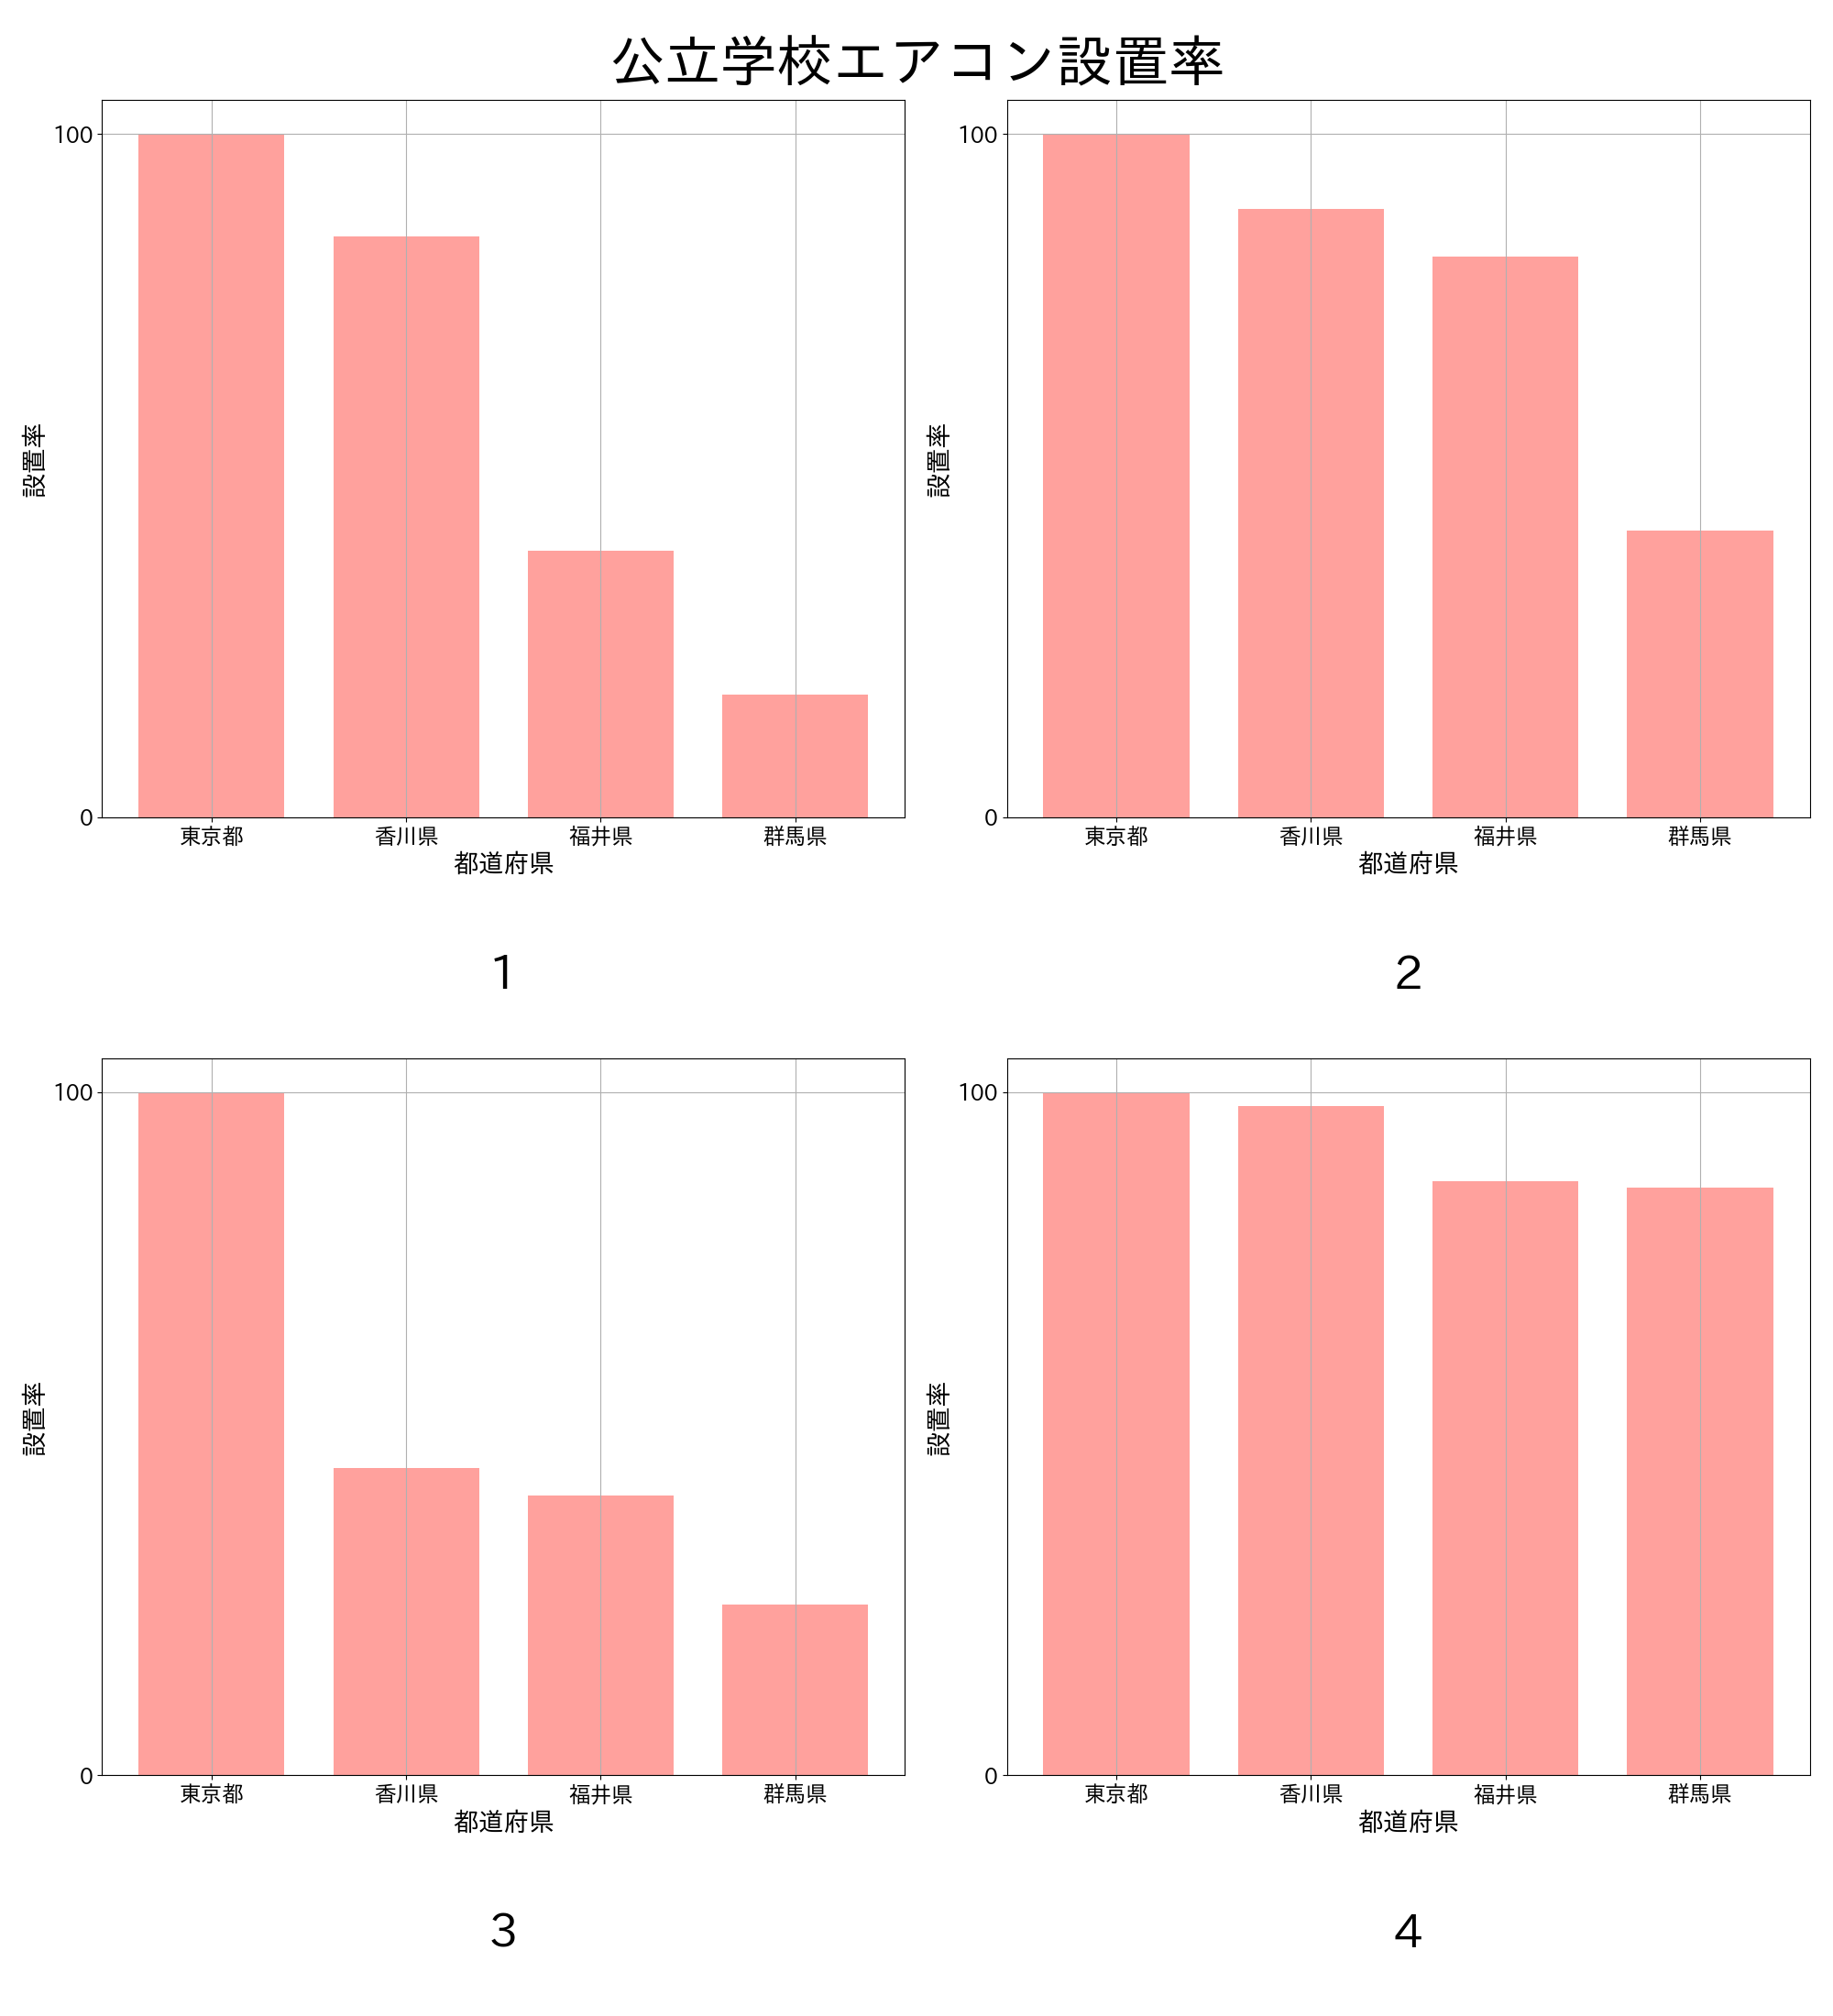 公立学校エアコン設置率
100
0
設置率
東京都 香川県 福井県 群馬県
都道府県
1
100
0
設置率
東京都 香川県 福井県 群馬県
都道府県
2
100
0
設置率
東京都 香川県 福井県 群馬県
都道府県
3
100
0
設置率
東京都 香川県 福井県 群馬県
都道府県
4